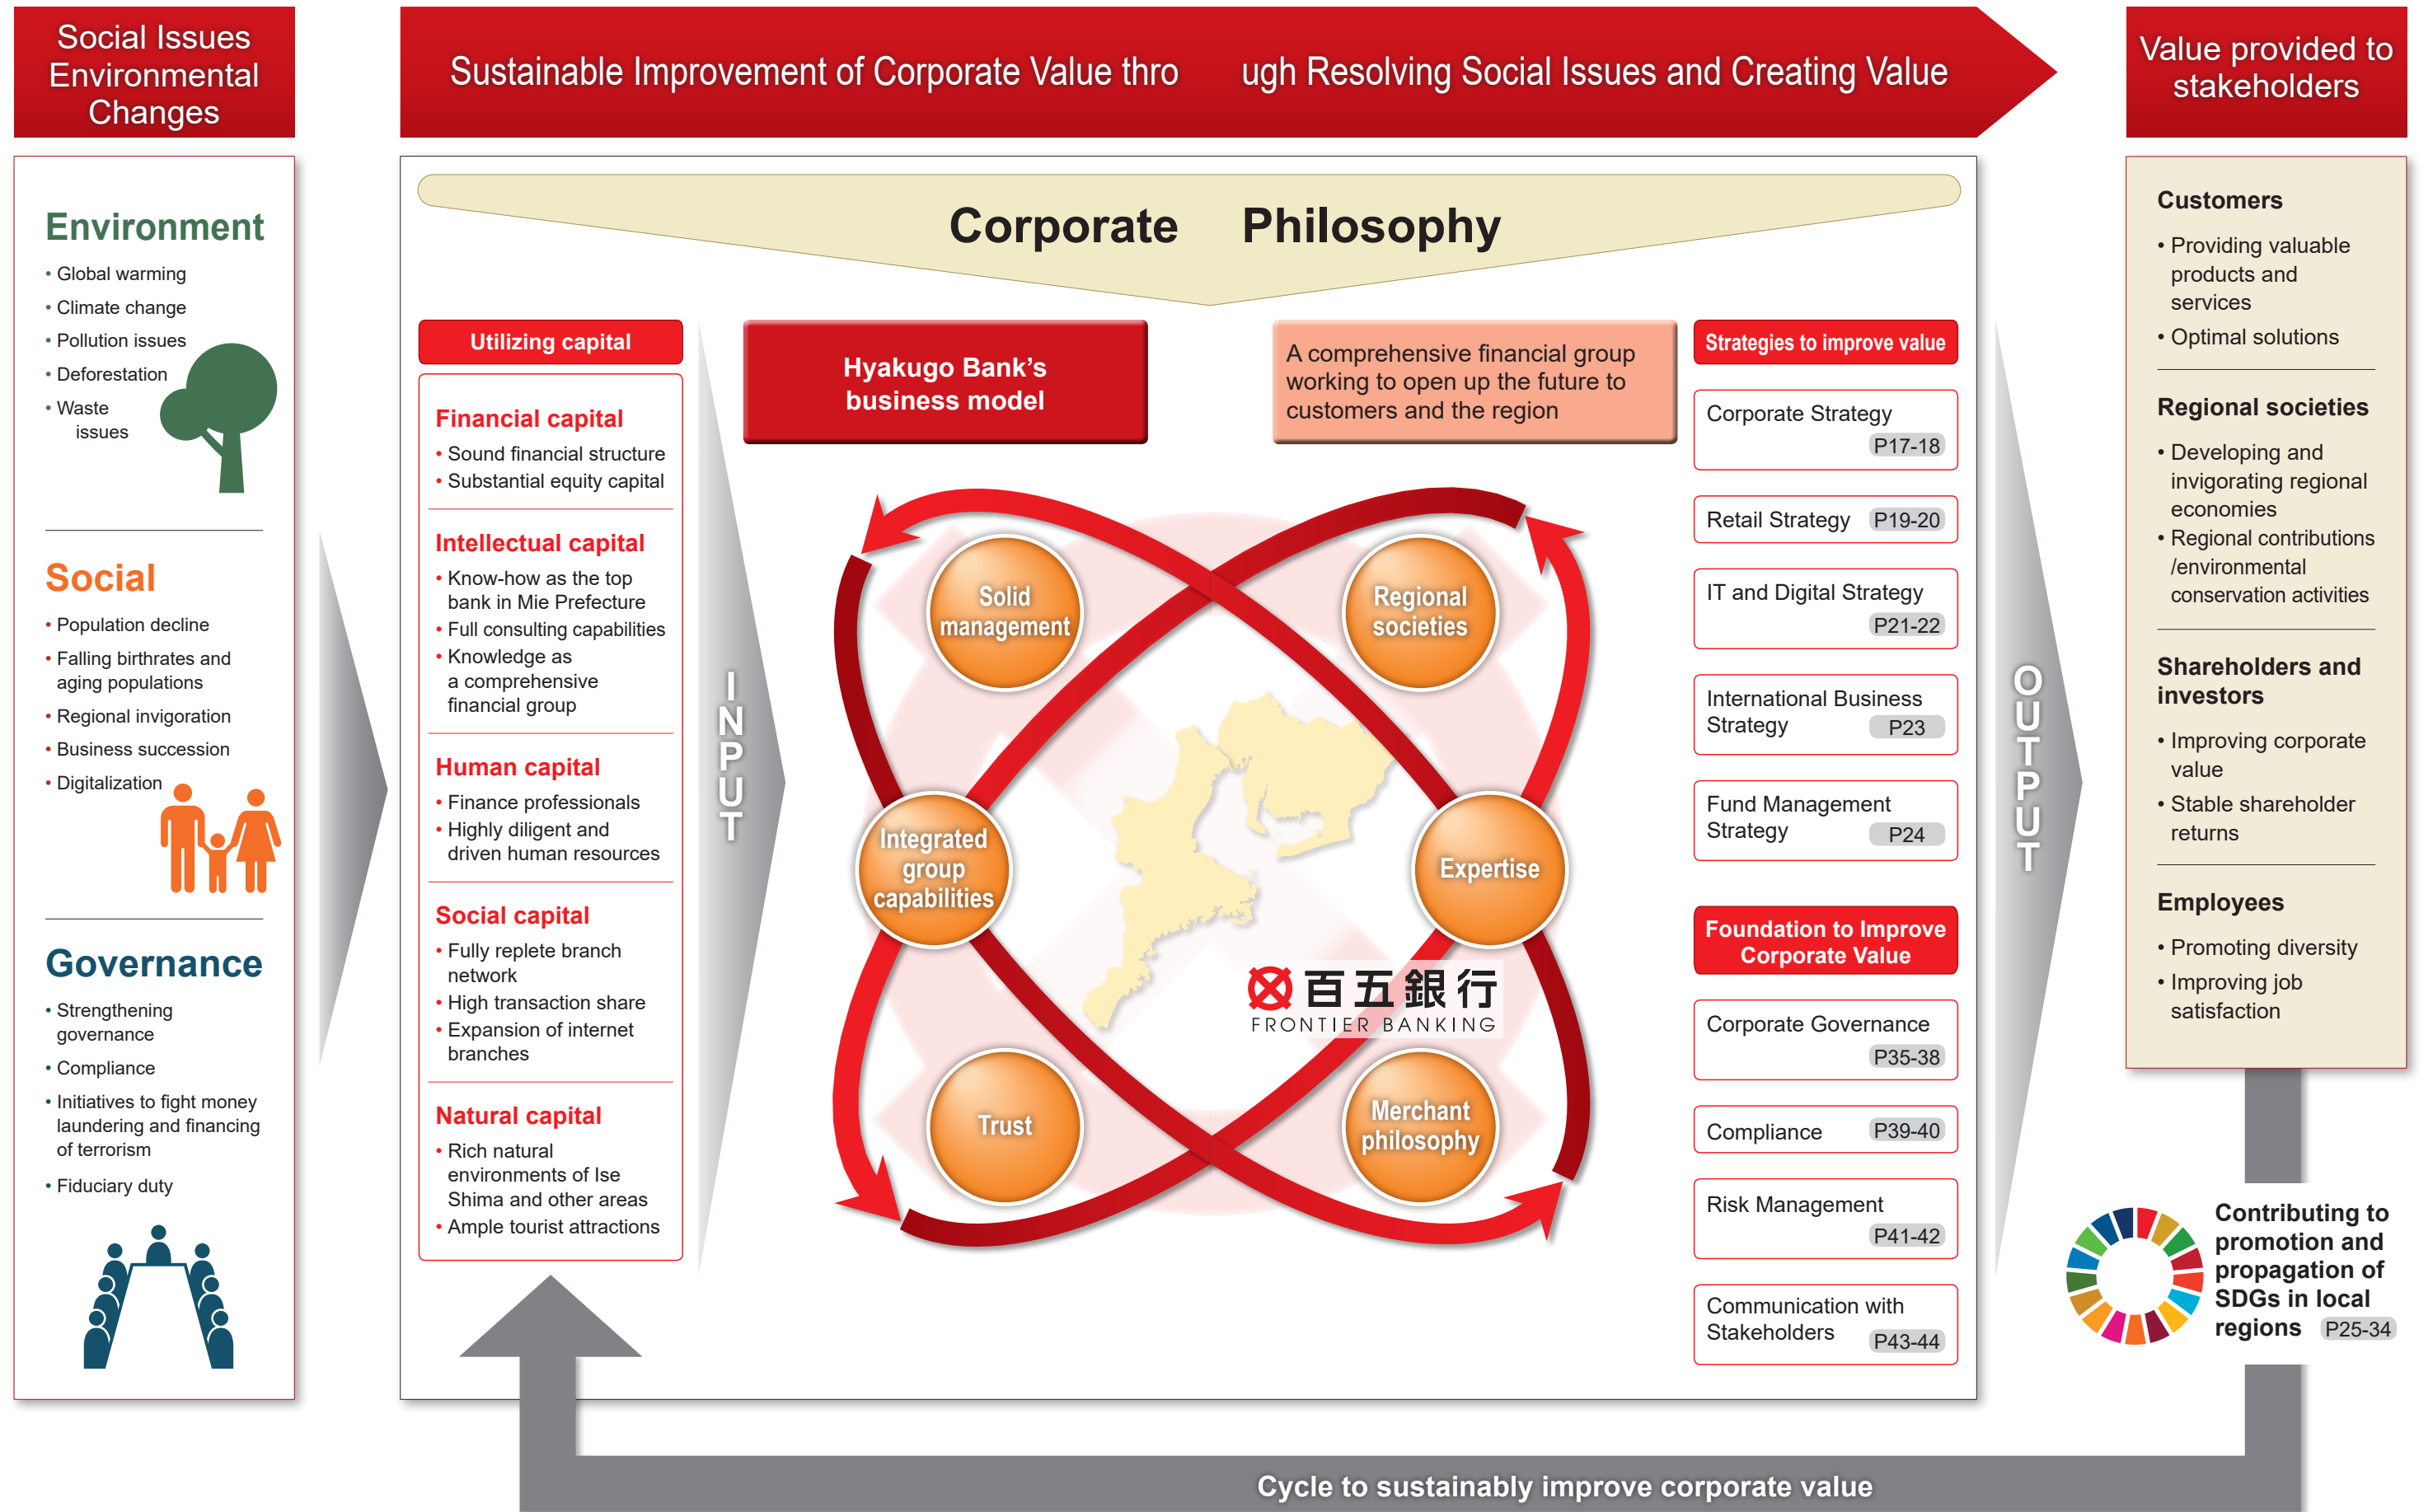 Social Issues
Environmental
Changes
Sustainable Improvement of Corporate Value thro ugh Resolving Social Issues and Creating Value
Value provided to
stakeholders
Environment
• Global warming
• Climate change
• Pollution issues
• Deforestation
• Waste
issues
Social
• Population decline
• Falling birthrates and
aging populations
• Regional invigoration
• Business succession
• Digitalization
Governance
• Strengthening
governance
• Compliance
• Initiatives to fight money
laundering and financing
of terrorism
• Fiduciary duty
Corporate Philosophy
Utilizing capital
Financial capital
• Sound financial structure
• Substantial equity capital
Intellectual capital
• Know-how as the top
bank in Mie Prefecture
• Full consulting capabilities
• Knowledge as
a comprehensive
financial group
Human capital
• Finance professionals
• Highly diligent and
driven human resources
Social capital
• Fully replete branch
network
• High transaction share
• Expansion of internet
branches
Natural capital
• Rich natural
environments of Ise
Shima and other areas
• Ample tourist attractions
INPUT
Hyakugo Bank's
business model
A comprehensive financial group
working to open up the future to
customers and the region
Solid
management
Regional
societies
Integrated
group
capabilities
Expertise
百五銀行
FRONTIER BANKING
Trust
Merchant
philosophy
Strategies to improve value
Corporate Strategy
P17-18
Retail Strategy P19-20
IT and Digital Strategy
P21-22
International Business
Strategy P23
Fund Management
Strategy P24
Foundation to Improve
Corporate Value
Corporate Governance
P35-38
Compliance P39-40
Risk Management
P41-42
Communication with
Stakeholders P43-44
OUTPUT
Customers
• Providing valuable
products and
services
• Optimal solutions
Regional societies
• Developing and
invigorating regional
economies
• Regional contributions
/environmental
conservation activities
Shareholders and
investors
• Improving corporate
value
• Stable shareholder
returns
Employees
• Promoting diversity
• Improving job
satisfaction
Contributing to
promotion and
propagation of
SDGs in local
regions P25-34
Cycle to sustainably improve corporate value